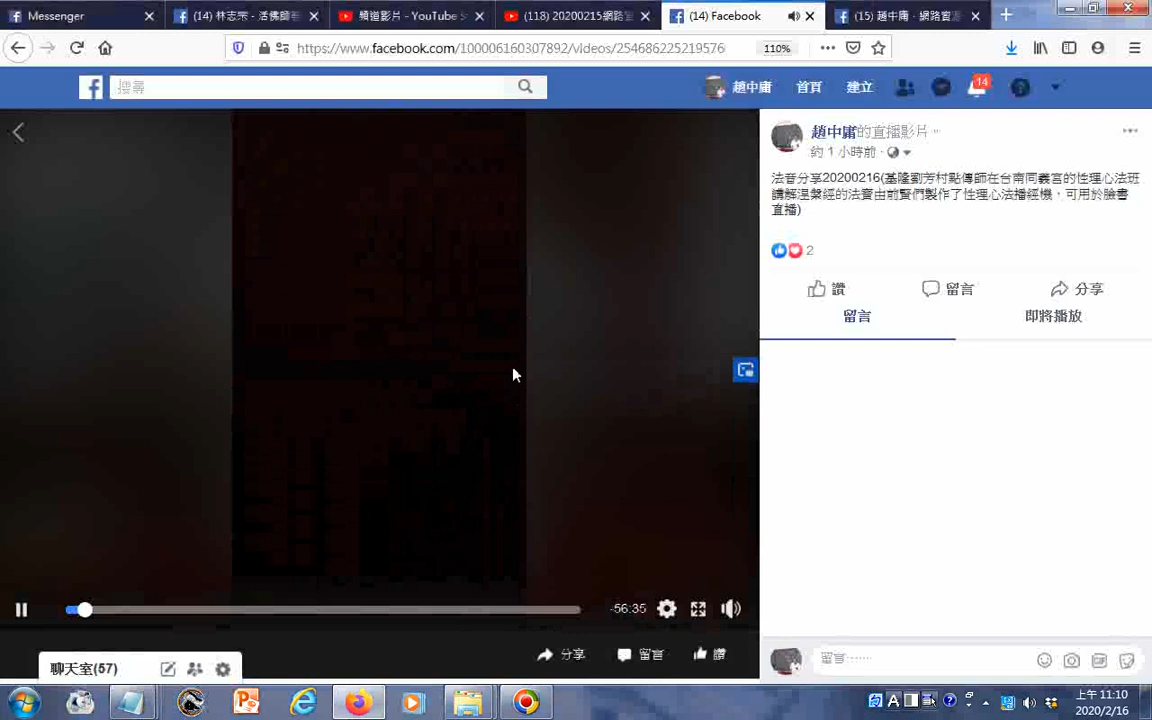 Messenger
(14) 林志宗 - 活佛師
頻道影片 - YouTube S
(118) 20200215網路
(14) Facebook
(15) 趙中庸 - 網路
https://www.facebook.com/100006160307892/videos/254686225219576
110%
搜尋
趙中庸
首頁
建立
14
趙中庸的直播影片。
約 1 小時前 ·
法音分享20200216(基隆劉芳村點傳師在台南同義宮的性理心法班
講解涅槃經的法寶由前賢們製作了性理心法播經機，可用於臉書
直播)
2
讚
留言
分享
留言
即將播放
-56:35
分享
留言
讚
聊天室(57)
留言……
上午 11:10
2020/2/16